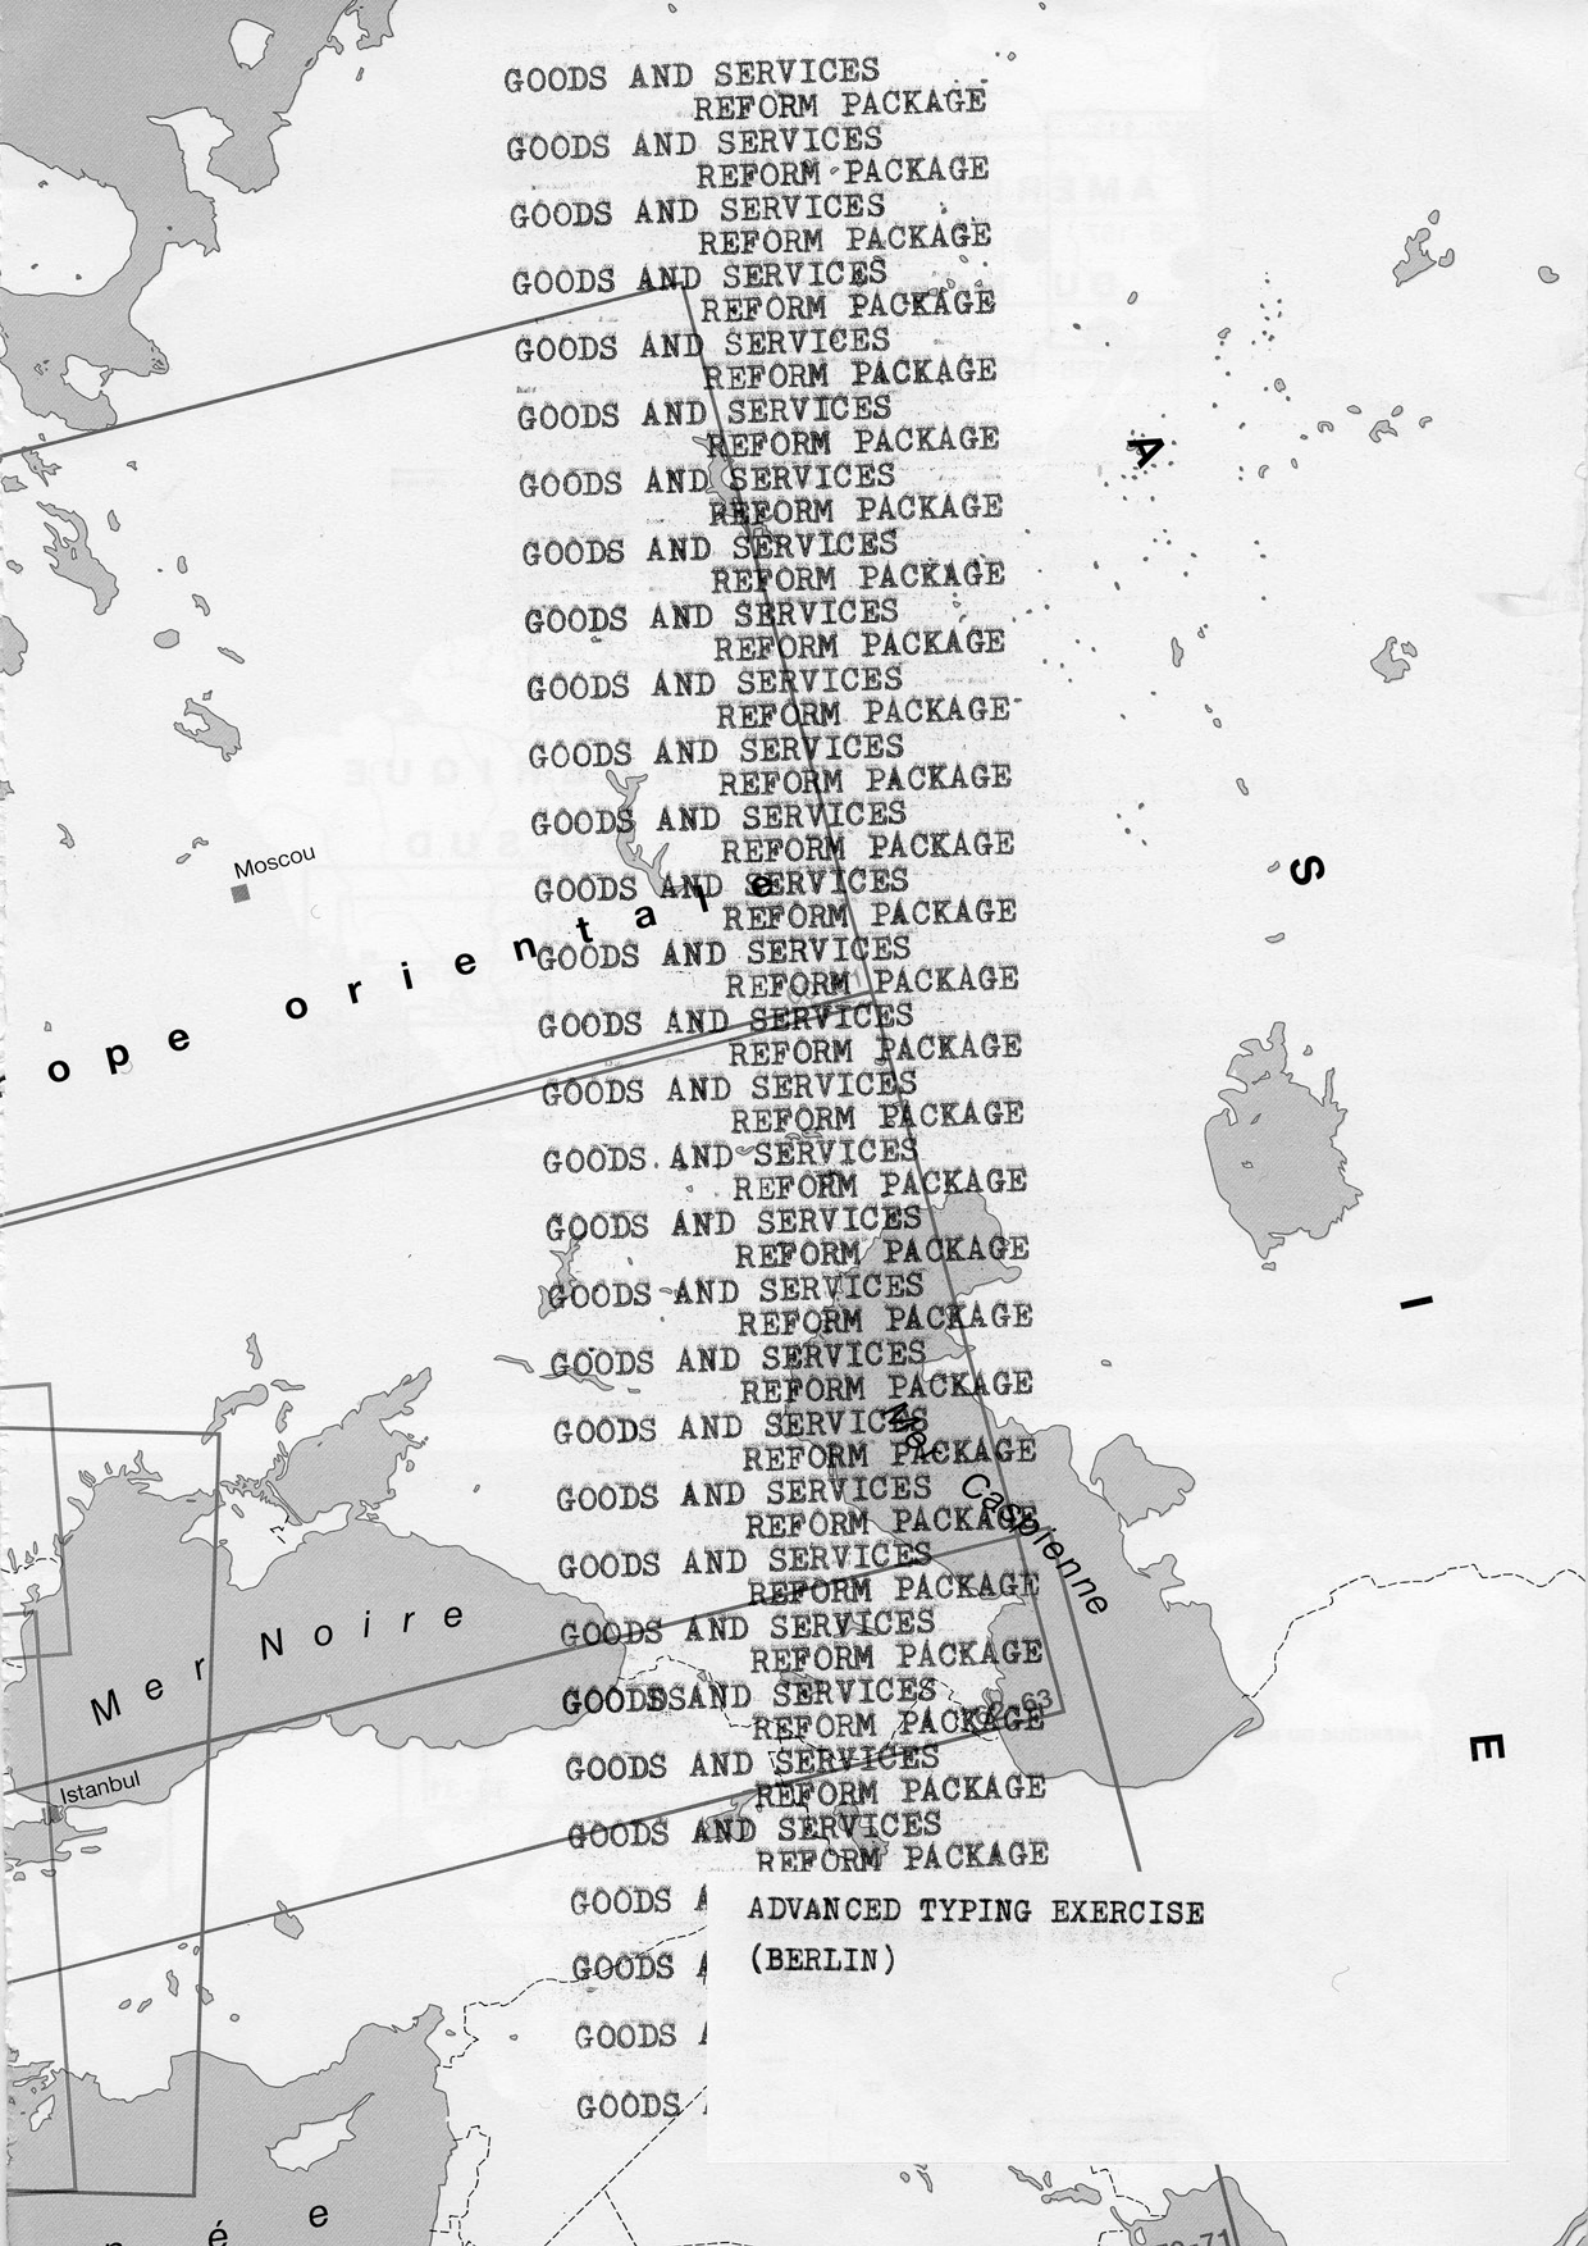 GOODS AND SERVICES
REFORM PACKAGE
GOODS AND SERVICES
REFORM PACKAGE
GOODS AND SERVICES
REFORM PACKAGE
GOODS AND SERVICES
REFORM PACKAGE
GOODS AND SERVICES
REFORM PACKAGE
GOODS AND SERVICES
REFORM PACKAGE
GOODS AND SERVICES
REFORM PACKAGE
GOODS AND SERVICES
REFORM PACKAGE
GOODS AND SERVICES
REFORM PACKAGE
GOODS AND SERVICES
REFORM PACKAGE
GOODS AND SERVICES
REFORM PACKAGE
GOODS AND SERVICES
REFORM PACKAGE
GOODS AND SERVICES
REFORM PACKAGE
GOODS AND SERVICES
REFORM PACKAGE
GOODS AND SERVICES
REFORM PACKAGE
GOODS AND SERVICES
REFORM PACKAGE
GOODS AND SERVICES
REFORM PACKAGE
GOODS AND SERVICES
REFORM PACKAGE
GOODS AND SERVICES
REFORM PACKAGE
GOODS AND SERVICES
REFORM PACKAGE
GOODS AND SERVICES
REFORM PACKAGE
GOODS AND SERVICES
REFORM PACKAGE
GOODS AND SERVICES
REFORM PACKAGE
GOODS AND SERVICES
REFORM PACKAGE
GOODDSSAND SERVICES
REFORM PACKAGE
GOODS AND SERVICES
REFORM PACKAGE
GOODS AND SERVICES
REFORM PACKAGE
GOODS A
GOODS A
GOODS
GOODS
ADVANCED TYPING EXERCISE
(BERLIN)
Moscou
ope orientale
ASIE
Mer Caspienne
Mer Noire
Istanbul
ée